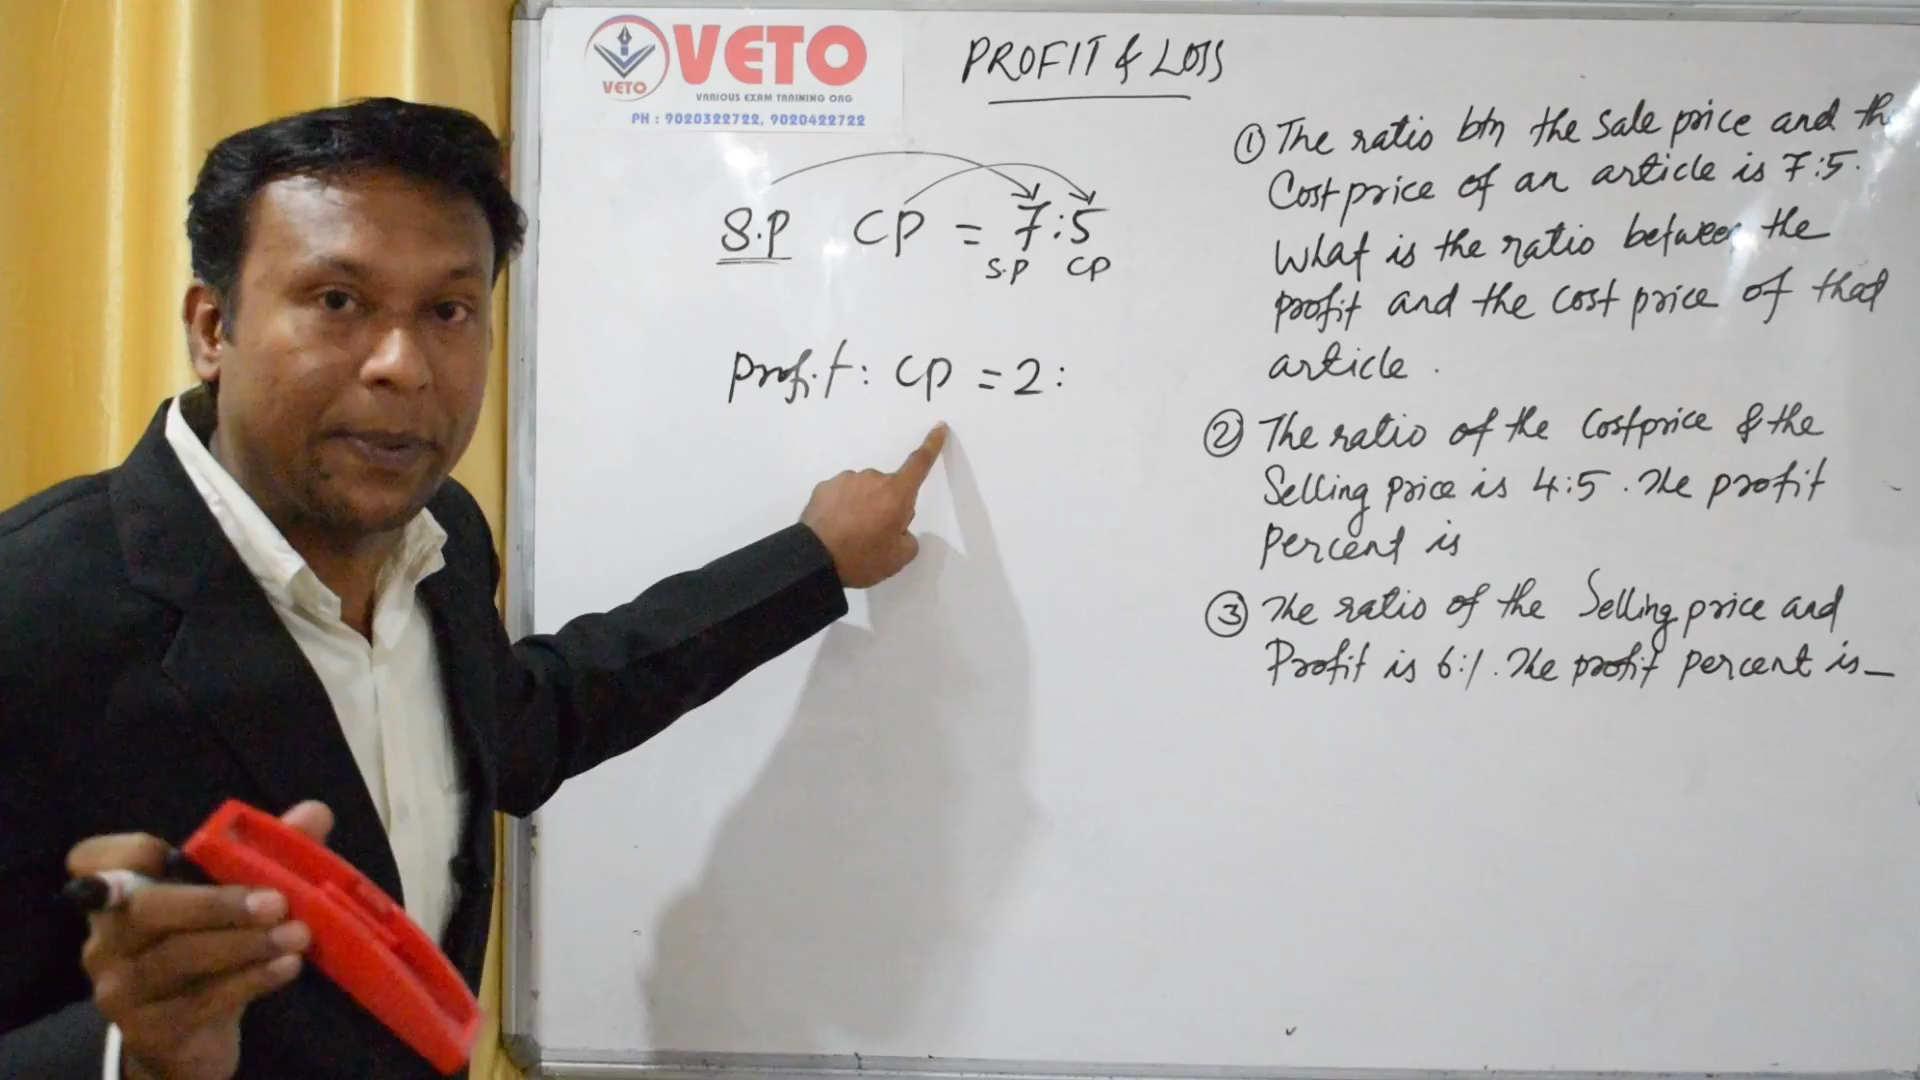 VETO
VETO
VARIOUS EXAM TRAINING ORG
PH : 9020322722, 9020422722
PROFIT & LOSS
S.P CP = 7:5
S.P CP
Profit : CP = 2 :
① The ratio btn the sale price and th
Cost price of an article is 7:5.
What is the ratio between the
profit and the cost price of that
article .
② The ratio of the Cost price & the
Selling price is 4:5 . The profit
Percent is
③ The ratio of the Selling price and
Profit is 6:1 . The profit percent is_